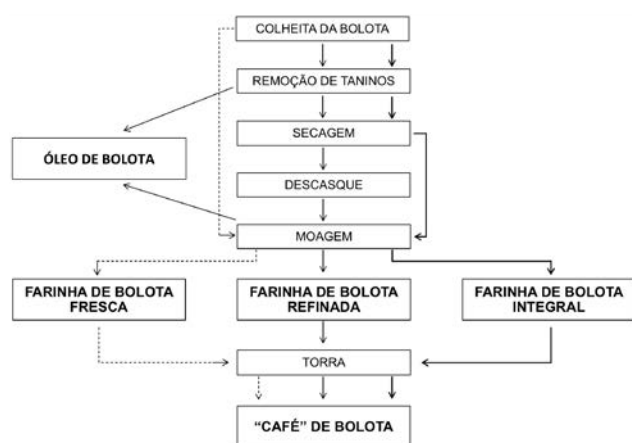 COLHEITA DA BOLOTA
REMOÇÃO DE TANINOS
SECAGEM
ÓLEO DE BOLOTA
DESCASQUE
MOAGEM
FARINHA DE BOLOTA
FRESCA
FARINHA DE BOLOTA
REFINADA
FARINHA DE BOLOTA
INTEGRAL
TORRA
“CAFÉ” DE BOLOTA